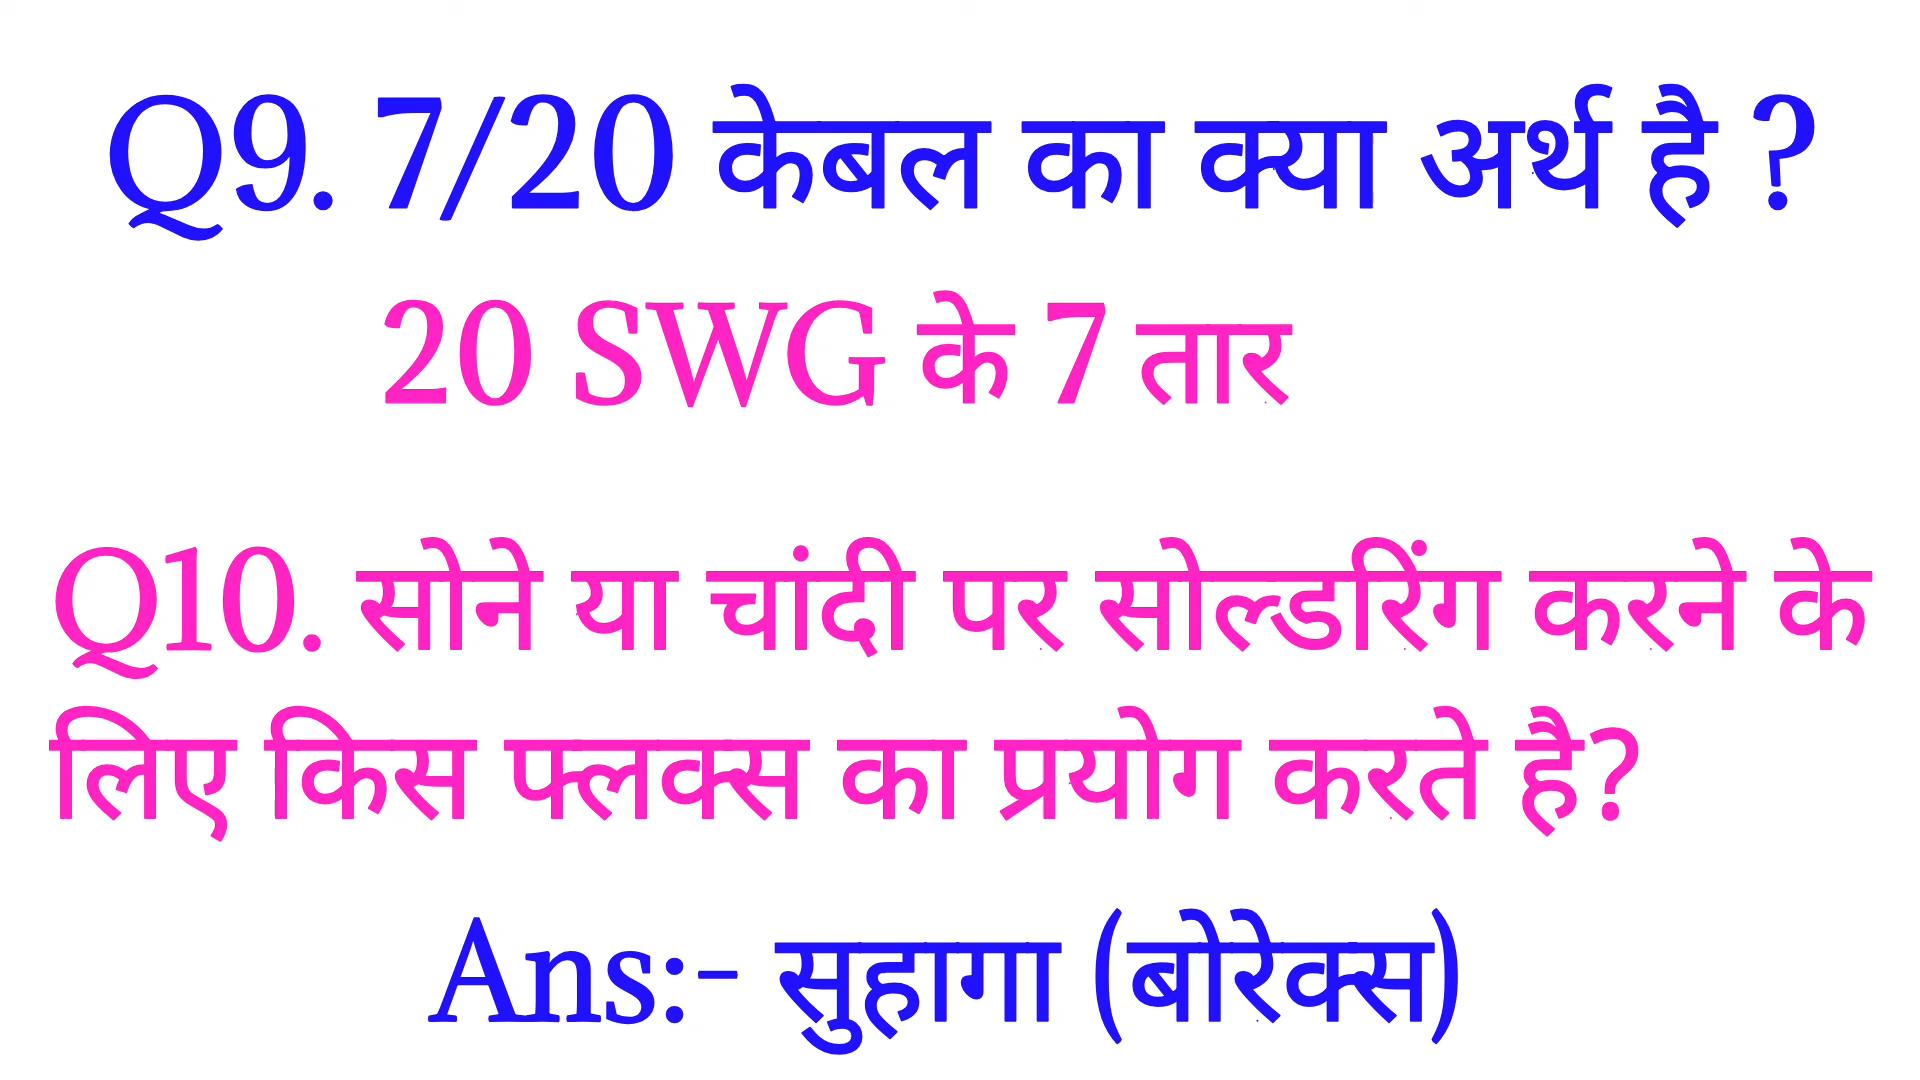 Q9. 7/20 केबल का क्या अर्थ है ?
20 SWG के 7 तार
Q10. सोने या चांदी पर सोल्डरिंग करने के
लिए किस फ्लक्स का प्रयोग करते है?
Ans:- सुहागा (बोरेक्स)